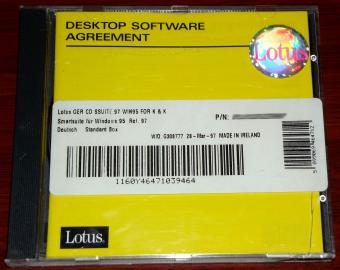 DESKTOP SOFTWARE
AGREEMENT
Lotus
Lotus GER CD SSUITE 97 WIN95 FOR K & K
Smartsuite für Windows 95 Rel. 97
Deutsch Standard Box
P/N:
W/O: G308777 26-Mar-97 MADE IN IRELAND
1160Y46471039464
Lotus